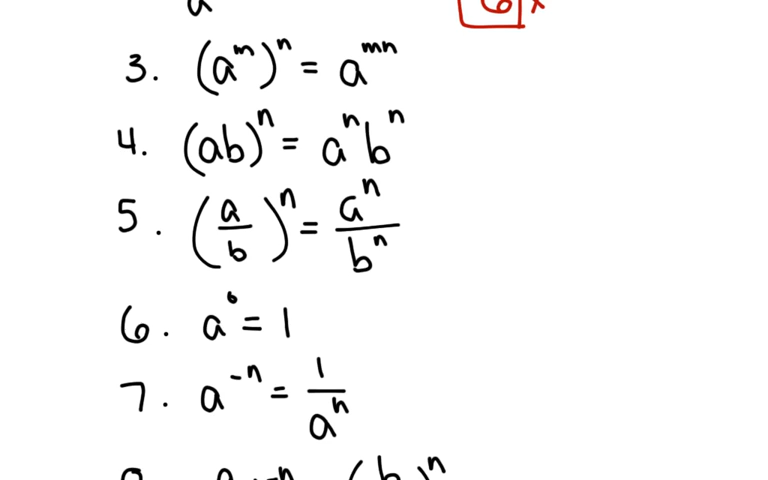 3. (a^m)^n = a^{mn}
4. (ab)^n = a^n b^n
5. (a/b)^n = a^n/b^n
6. a^0 = 1
7. a^{-n} = 1/a^n